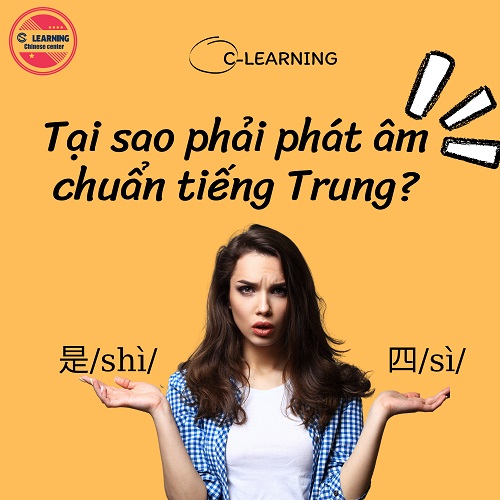 C LEARNING
Chinese center
C-LEARNING
Tại sao phải phát âm
chuẩn tiếng Trung?
是/shì/
四/sì/